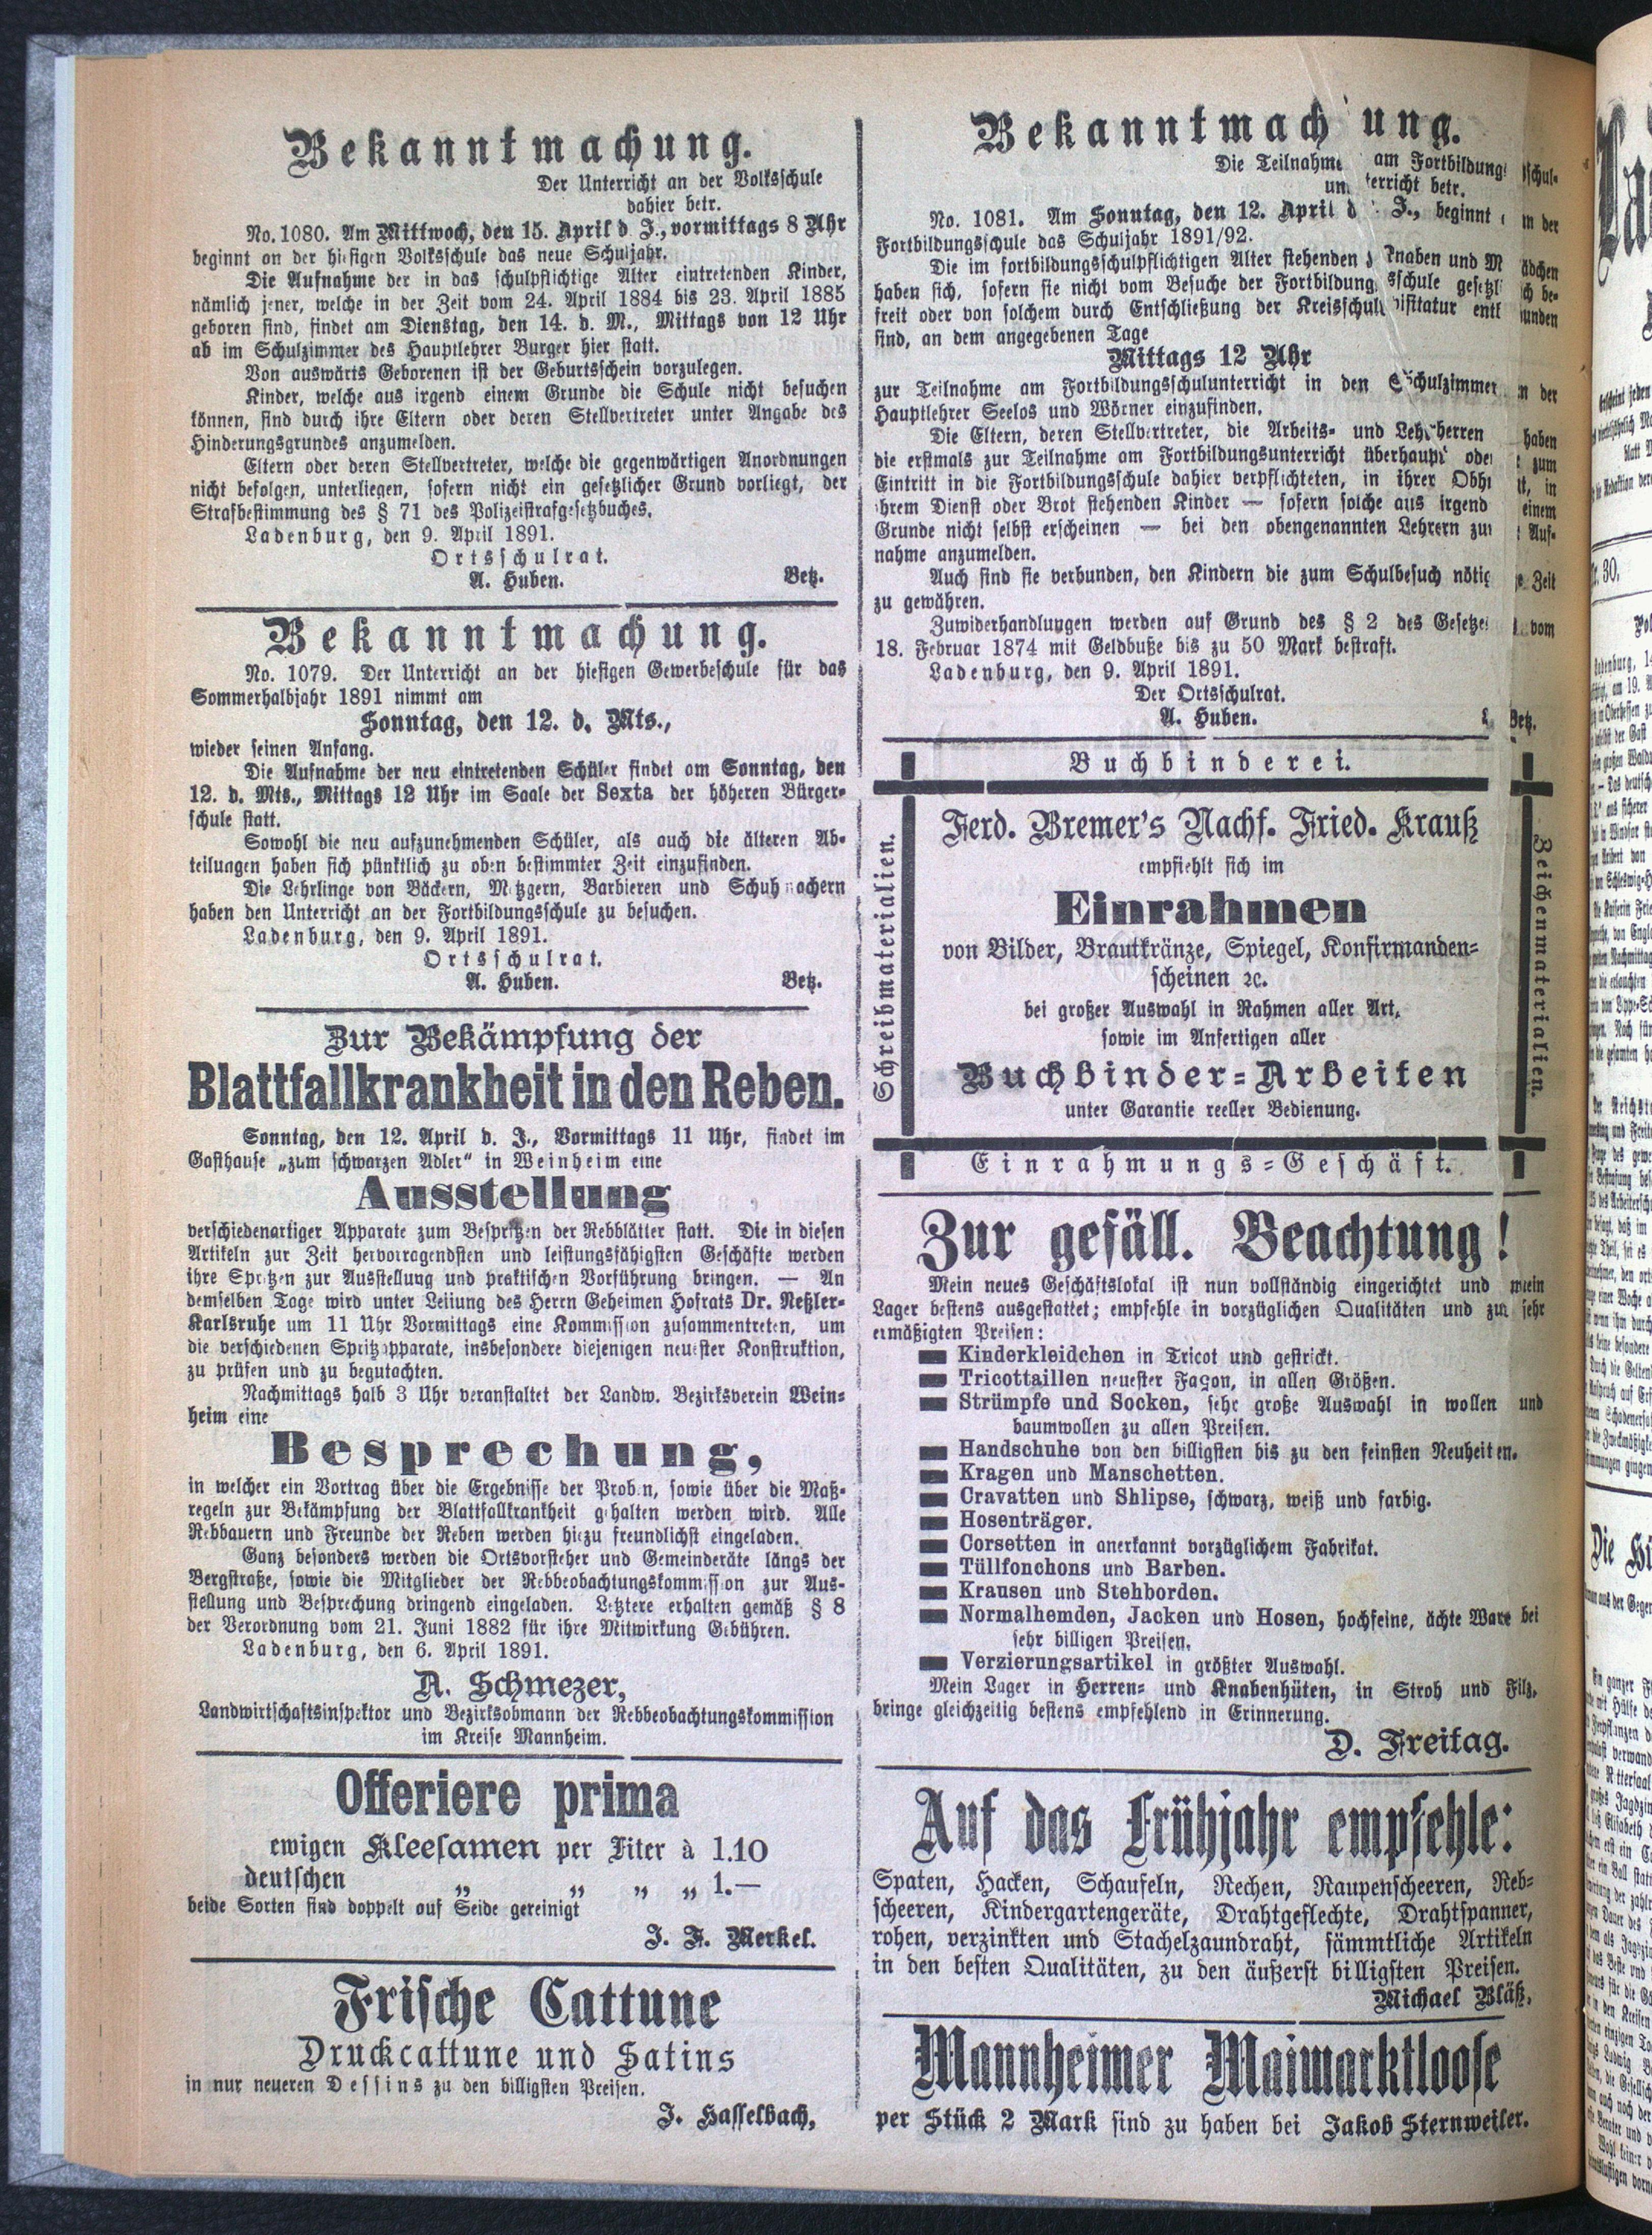 Bekanntmachung.
Der Unterricht an der Volksschule
dahier betr.
No. 1080. Am Mittwoch, den 15. April d. J., vormittags 8 Uhr
beginnt an der hiesigen Volksschule das neue Schuljahr.
Die Aufnahme der in das schulpflichtige Alter eintretenden Kinder,
nämlich jener, welche in der Zeit vom 24. April 1884 bis 23. April 1885
geboren sind, findet am Dienstag, den 14. d. M., Mittags von 12 Uhr
ab im Schulzimmer des Hauptlehrer Burger hier statt.
Von auswärts Geborenen ist der Geburtsschein vorzulegen.
Kinder, welche aus irgend einem Grunde die Schule nicht besuchen
können, sind durch ihre Eltern oder deren Stellvertreter unter Angabe des
Hinderungsgrundes anzumelden.
Eltern oder deren Stellvertreter, welche die gegenwärtigen Anordnungen
nicht befolgen, unterliegen, sofern nicht ein gesetzlicher Grund vorliegt, der
Strafbestimmung des § 71 des Polizeistrafgesetzbuches.
Ladenburg, den 9. April 1891.
Ortsschulrat.
A. Huben. Betz.
Bekanntmachung.
No. 1079. Der Unterricht an der hiesigen Gewerbeschule für das
Sommerhalbjahr 1891 nimmt am
Sonntag, den 12. d. Mts.,
wieder seinen Anfang.
Die Aufnahme der neu eintretenden Schüler findet am Sonntag, den
12. d. Mts., Mittags 12 Uhr im Saale der Sexta der höheren Bürger-
schule statt.
Sowohl die neu aufzunehmenden Schüler, als auch die älteren Ab-
teilungen haben sich pünktlich zu oben bestimmter Zeit einzufinden.
Die Lehrlinge von Bäckern, Metzgern, Barbieren und Schuhmachern
haben den Unterricht an der Fortbildungsschule zu besuchen.
Ladenburg, den 9. April 1891.
Ortsschulrat.
A. Huben. Betz.
Zur Bekämpfung der
Blattfallkrankheit in den Reben.
Sonntag, den 12. April d. J., Vormittags 11 Uhr, findet im
Gasthause „zum schwarzen Adler“ in Weinheim eine
Ausstellung
verschiedenartiger Apparate zum Bespritzen der Rebblätter statt. Die in diesen
Artikeln zur Zeit hervorragendsten und leistungsfähigsten Geschäfte werden
ihre Spritzen zur Ausstellung und praktischen Vorführung bringen. — An
demselben Tage wird unter Leitung des Herrn Geheimen Hofrats Dr. Neßler-
Karlsruhe um 11 Uhr Vormittags eine Kommission zusammentreten, um
die verschiedenen Spritzapparate, insbesondere diejenigen neuester Konstruktion,
zu prüfen und zu begutachten.
Nachmittags halb 3 Uhr veranstaltet der Landw. Bezirksverein Wein-
heim eine
Besprechung,
in welcher ein Vortrag über die Ergebnisse der Proben, sowie über die Maß-
regeln zur Bekämpfung der Blattfallkrankheit gehalten werden wird. Alle
Rebbauern und Freunde der Reben werden hiezu freundlichst eingeladen.
Ganz besonders werden die Ortsvorsteher und Gemeinderäte längs der
Bergstraße, sowie die Mitglieder der Rebbeobachtungskommission zur Aus-
stellung und Besprechung dringend eingeladen. Letztere erhalten gemäß § 8
der Verordnung vom 21. Juni 1882 für ihre Mitwirkung Gebühren.
Ladenburg, den 6. April 1891.
A. Schmezer,
Landwirtschaftsinspektor und Bezirksobmann der Rebbeobachtungskommission
im Kreise Mannheim.
Offeriere prima
ewigen Kleesamen per Liter à 1.10
deutschen „ „ „ „ 1.—
beide Sorten sind doppelt auf Seide gereinigt
J. F. Merkel.
Frische Cattune
Druckcattune und Satins
in nur neueren Dessins zu den billigsten Preisen.
J. Hasselbach,
Bekanntmachung.
Die Teilnahme am Fortbildungsschul-
unterricht betr.
No. 1081. Am Sonntag, den 12. April d. J., beginnt an der
Fortbildungsschule das Schuljahr 1891/92.
Die im fortbildungsschulpflichtigen Alter stehenden Knaben und Mädchen
haben sich, sofern sie nicht vom Besuche der Fortbildungsschule gesetzlich be-
freit oder von solchem durch Entschließung der Kreisschulvisitatur entbunden
sind, an dem angegebenen Tage
Mittags 12 Uhr
zur Teilnahme am Fortbildungsschulunterricht in den Schulzimmern der
Hauptlehrer Seelos und Wörner einzufinden.
Die Eltern, deren Stellvertreter, die Arbeits- und Lehrherren haben
die erstmals zur Teilnahme am Fortbildungsunterricht überhaupt oder zum
Eintritt in die Fortbildungsschule dahier verpflichteten, in ihrer Obhut, in
ihrem Dienst oder Brot stehenden Kinder — sofern solche aus irgend einem
Grunde nicht selbst erscheinen — bei den obengenannten Lehrern zur Auf-
nahme anzumelden.
Auch sind sie verbunden, den Kindern die zum Schulbesuch nötige Zeit
zu gewähren.
Zuwiderhandlungen werden auf Grund des § 2 des Gesetzes vom
18. Februar 1874 mit Geldbuße bis zu 50 Mark bestraft.
Ladenburg, den 9. April 1891.
Der Ortsschulrat.
A. Huben. Betz.
Buchbinderei.
Schreibmaterialien.
Ferd. Bremer's Nachf. Fried. Krauß
empfiehlt sich im
Einrahmen
von Bilder, Brautkränze, Spiegel, Konfirmanden-
scheinen ꝛc.
bei großer Auswahl in Rahmen aller Art,
sowie im Anfertigen aller
Buchbinder-Arbeiten
unter Garantie reeller Bedienung.
Zeichenmaterialien.
Einrahmungs-Geschäft.
Zur gefäll. Beachtung!
Mein neues Geschäftslokal ist nun vollständig eingerichtet und mein
Lager bestens ausgestattet; empfehle in vorzüglichen Qualitäten und zu sehr
ermäßigten Preisen:
Kinderkleidchen in Tricot und gestrickt.
Tricottaillen neuester Façon, in allen Größen.
Strümpfe und Socken, sehr große Auswahl in wollen und
baumwollen zu allen Preisen.
Handschuhe von den billigsten bis zu den feinsten Neuheiten.
Kragen und Manschetten.
Cravatten und Shlipse, schwarz, weiß und farbig.
Hosenträger.
Corsetten in anerkannt vorzüglichem Fabrikat.
Tüllfonchons und Barben.
Krausen und Stehborden.
Normalhemden, Jacken und Hosen, hochfeine, ächte Ware bei
sehr billigen Preisen.
Verzierungsartikel in größter Auswahl.
Mein Lager in Herren- und Knabenhüten, in Stroh und Filz,
bringe gleichzeitig bestens empfehlend in Erinnerung.
D. Freitag.
Auf das Frühjahr empfehle:
Spaten, Hacken, Schaufeln, Rechen, Raupenscheeren, Reb-
scheeren, Kindergartengeräte, Drahtgeflechte, Drahtspanner,
rohen, verzinkten und Stachelzaundraht, sämmtliche Artikeln
in den besten Qualitäten, zu den äußerst billigsten Preisen.
Michael Bläß,
Mannheimer Maimarktloose
per Stück 2 Mark sind zu haben bei Jakob Sternweiler.